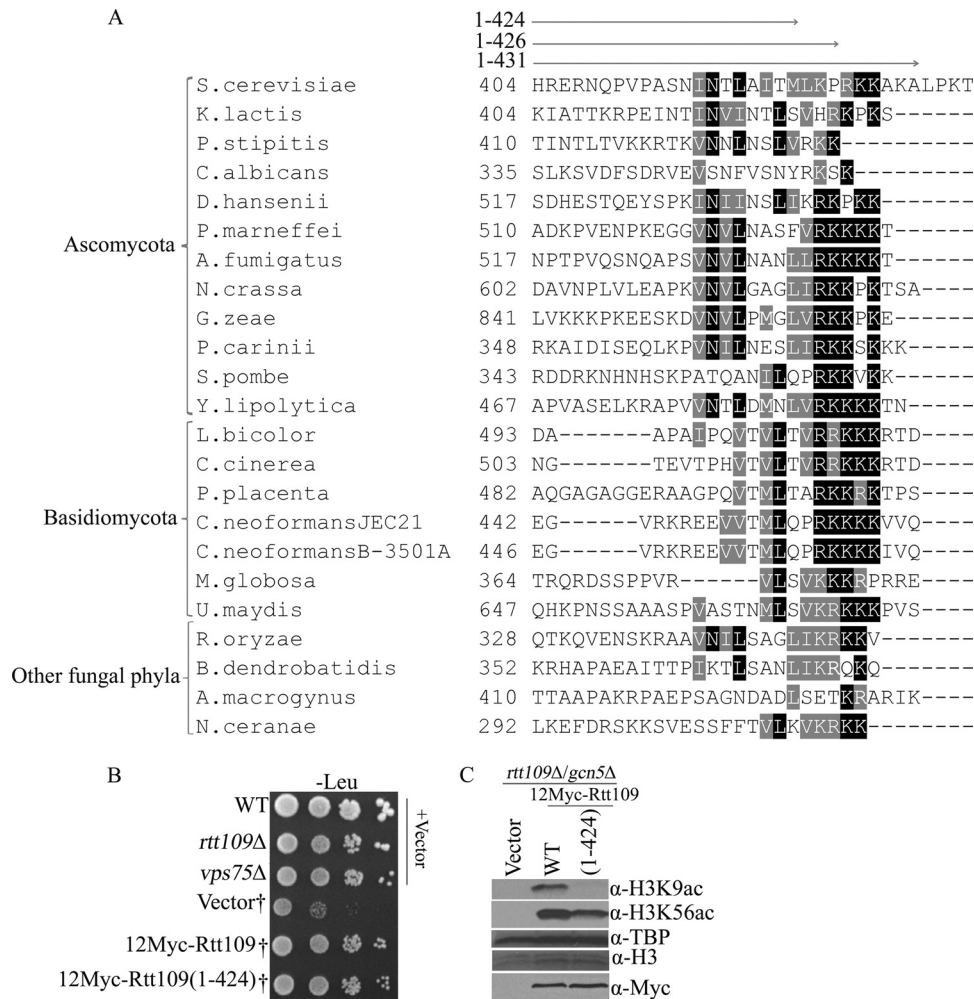 A
1-424
1-426
1-431
S.cerevisiae 404 HRERNQPVPASNINTLAITMLKPRKKAKALPKT
K.lactis 404 KIATTKRPEINTINVINTLSVHRKPKS------
P.stipitis 410 TINTLTVKKRTKVNNLNSLVRKK----------
C.albicans 335 SLKSVDFSDRVEVSNFVSNYRKSK---------
D.hansenii 517 SDHESTQEYSPKINIINSLIKRKPKK-------
P.marneffei 510 ADKPVENPKEGGVNVLNASFVRKKKKT------
A.fumigatus 517 NPTPVQSNQAPSVNVLNANLLRKKKKT------
N.crassa 602 DAVNPLVLEAPKVNVLGAGLIRKKPKTSA----
G.zeae 841 LVKKKPKEESKDVNVLPMGLVRKKPKE------
P.carinii 348 RKAIDISEQLKPVNILNESLIRKKSKKK-----
S.pombe 343 RDDRKNHNHSKPATQANILQPRKKVKK------
Y.lipolytica 467 APVASELKRAPVVNTLDMNLVRKKKKTN-----
Ascomycota
L.bicolor 493 DA-------APAIPQVTVLTVRRKKKRTD----
C.cinerea 503 NG-------TEVTPHVTVLTVRRKKKRTD----
P.placenta 482 AQGAGAGGERAAGPQVTMLTARKKRKTPS----
C.neoformansJEC21 442 EG------VRKREEVVTMLQPRKKKKVVQ----
C.neoformansB-3501A 446 EG------VRKREEVVTMLQPRKKKKIVQ----
M.globosa 364 TRQRDSSPPVR------VLSVKKKRPRRE----
U.maydis 647 QHKPNSSAAASPVASTNMLSVKRKKKPVS----
Basidiomycota
R.oryzae 328 QTKQVENSKRAAVNILSAGLIKRKKV-------
B.dendrobatidis 352 KRHAPAEAITTPIKTLSANLIKRQKQ-------
A.macrogynus 410 TTAAPAKRPAEPSAGNDADLSETKRARIK----
N.ceranae 292 LKEFDRSKKSVESSFFTVLKVKRKK--------
Other fungal phyla
B
-Leu
WT
rtt109Δ
vps75Δ
+Vector
Vector†
12Myc-Rtt109†
12Myc-Rtt109(1-424)†
C
rtt109Δ/gcn5Δ
12Myc-Rtt109
Vector
WT
(1-424)
α-H3K9ac
α-H3K56ac
α-TBP
α-H3
α-Myc